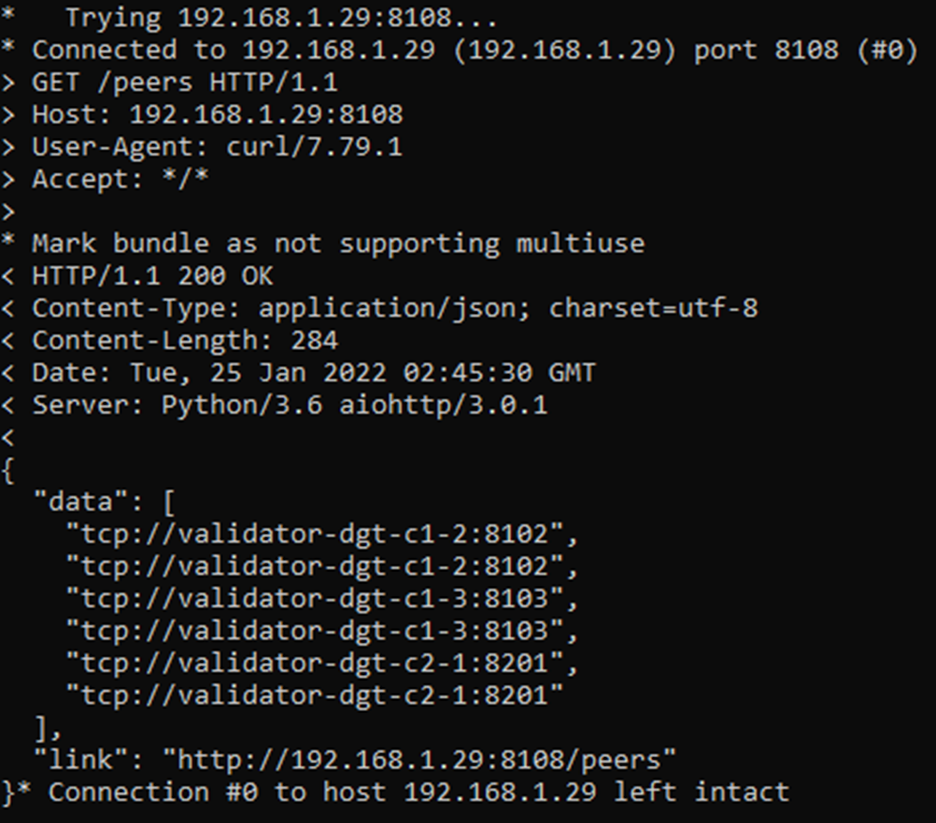 *   Trying 192.168.1.29:8108...
* Connected to 192.168.1.29 (192.168.1.29) port 8108 (#0)
> GET /peers HTTP/1.1
> Host: 192.168.1.29:8108
> User-Agent: curl/7.79.1
> Accept: */*
>
* Mark bundle as not supporting multiuse
< HTTP/1.1 200 OK
< Content-Type: application/json; charset=utf-8
< Content-Length: 284
< Date: Tue, 25 Jan 2022 02:45:30 GMT
< Server: Python/3.6 aiohttp/3.0.1
<
{
  "data": [
    "tcp://validator-dgt-c1-2:8102",
    "tcp://validator-dgt-c1-2:8102",
    "tcp://validator-dgt-c1-3:8103",
    "tcp://validator-dgt-c1-3:8103",
    "tcp://validator-dgt-c2-1:8201",
    "tcp://validator-dgt-c2-1:8201"
  ],
  "link": "http://192.168.1.29:8108/peers"
}* Connection #0 to host 192.168.1.29 left intact